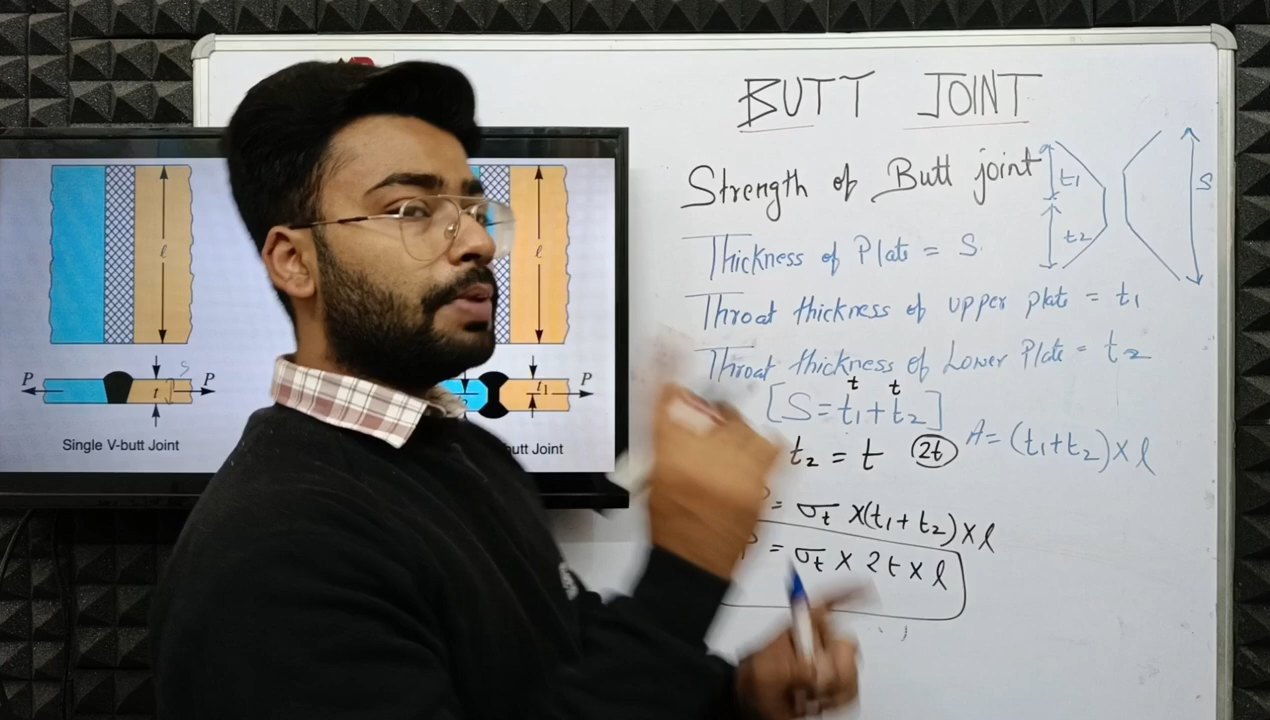 BUTT JOINT
Strength of Butt joint
t1
t2
S
Thickness of Plate = S.
Throat thickness of upper plate = t1
Throat thickness of Lower Plate = t2
t t
[S = t1 + t2]
A = (t1+t2) × l
t2 = t 2t
P = σt ×(t1 + t2) × l
P = σt × 2t × l
l
l
P
S
t
P
t1
P
Single V-butt Joint
butt Joint